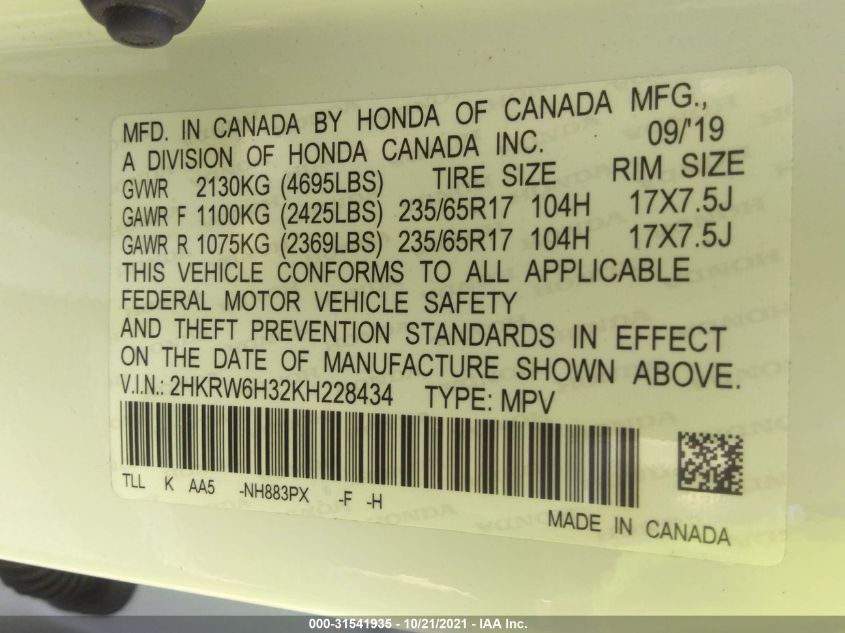 MFD. IN CANADA BY HONDA OF CANADA MFG.,
A DIVISION OF HONDA CANADA INC. 09/'19
GVWR 2130KG (4695LBS) TIRE SIZE RIM SIZE
GAWR F 1100KG (2425LBS) 235/65R17 104H 17X7.5J
GAWR R 1075KG (2369LBS) 235/65R17 104H 17X7.5J
THIS VEHICLE CONFORMS TO ALL APPLICABLE
FEDERAL MOTOR VEHICLE SAFETY
AND THEFT PREVENTION STANDARDS IN EFFECT
ON THE DATE OF MANUFACTURE SHOWN ABOVE.
V.I.N.: 2HKRW6H32KH228434 TYPE: MPV
TLL K AA5 -NH883PX -F -H
MADE IN CANADA
000-31541935 - 10/21/2021 - IAA Inc.